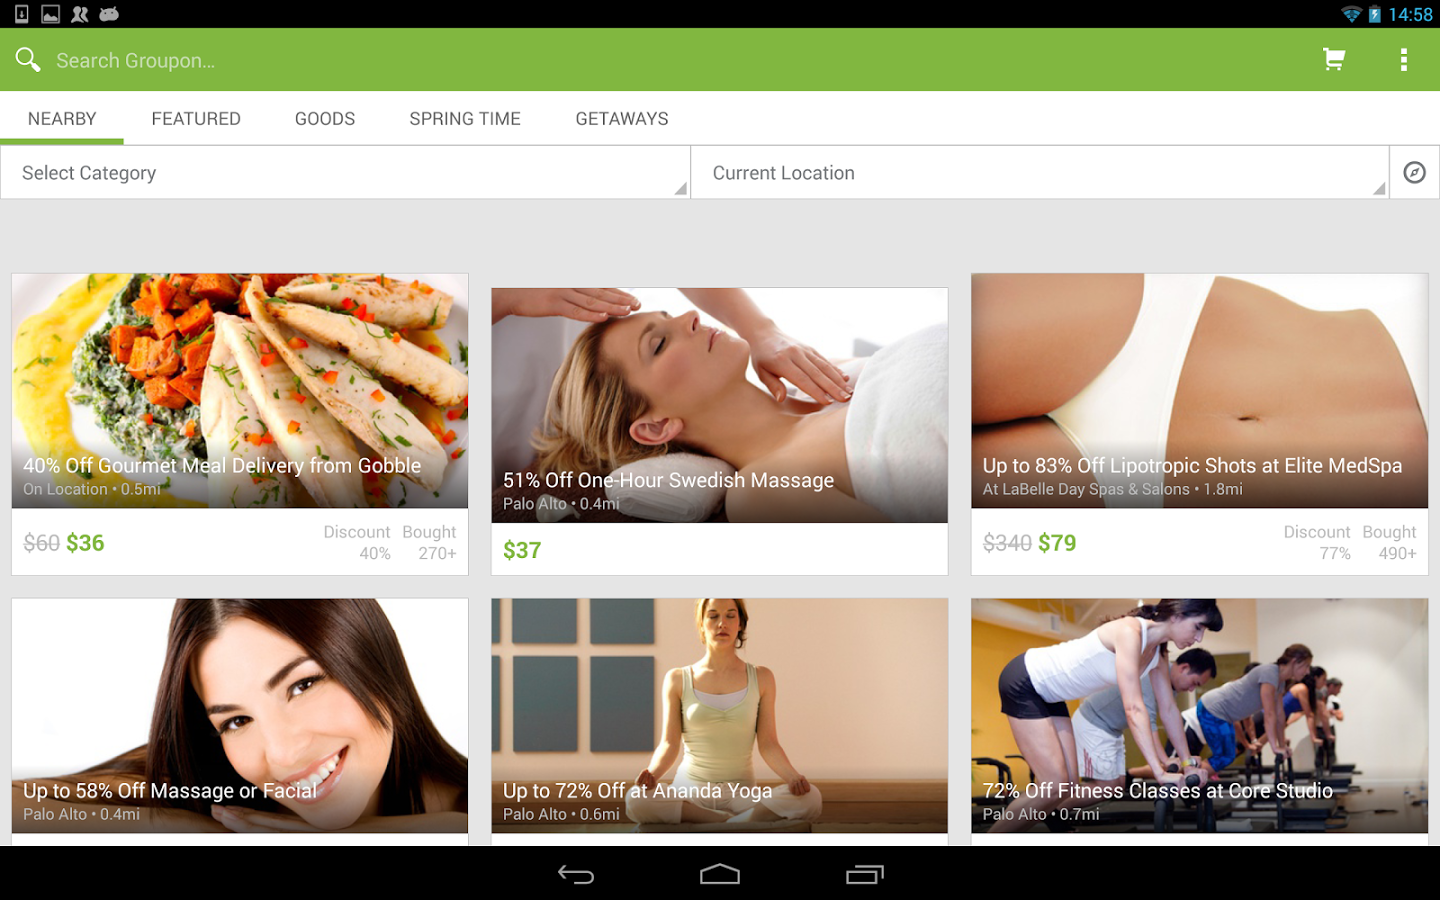 14:58
Search Groupon...
NEARBY FEATURED GOODS SPRING TIME GETAWAYS
Select Category Current Location
40% Off Gourmet Meal Delivery from Gobble
On Location • 0.5mi
$60 $36
Discount Bought
40% 270+
51% Off One-Hour Swedish Massage
Palo Alto • 0.4mi
$37
Up to 83% Off Lipotropic Shots at Elite MedSpa
At LaBelle Day Spas & Salons • 1.8mi
$340 $79
Discount Bought
77% 490+
Up to 58% Off Massage or Facial
Palo Alto • 0.4mi
Up to 72% Off at Ananda Yoga
Palo Alto • 0.6mi
72% Off Fitness Classes at Core Studio
Palo Alto • 0.7mi